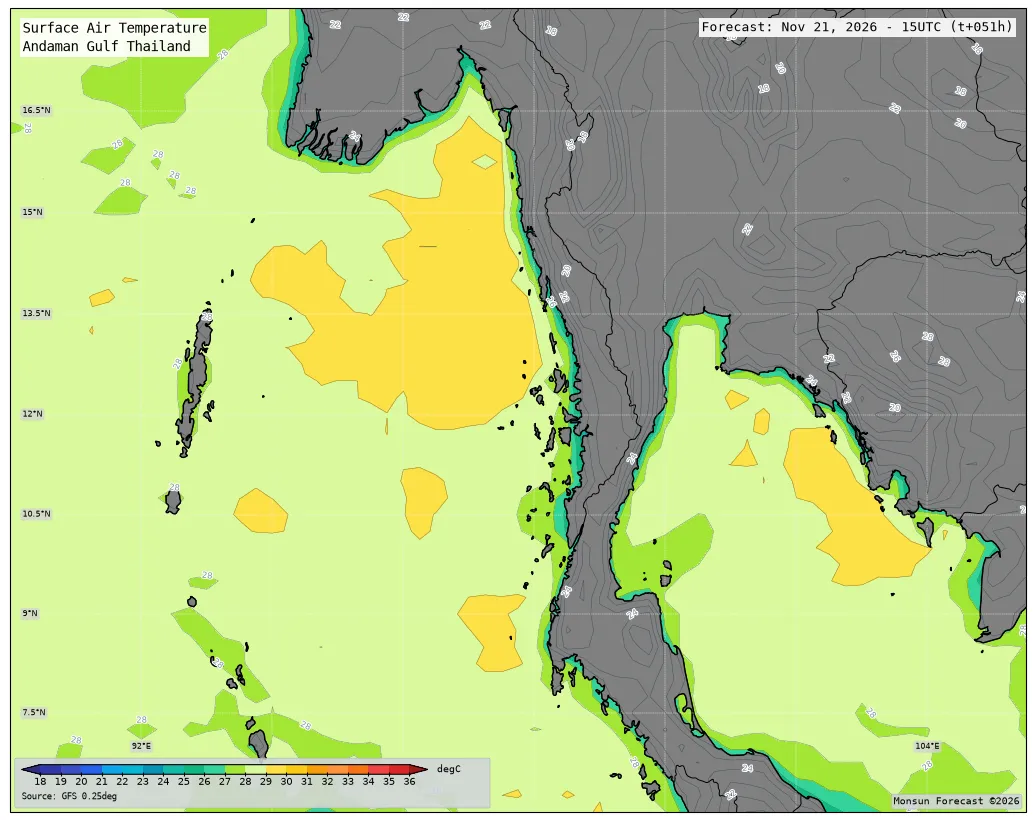 Surface Air Temperature
Andaman Gulf Thailand
Forecast: Nov 21, 2026 - 15UTC (t+051h)
16.5°N
15°N
13.5°N
12°N
10.5°N
9°N
7.5°N
92°E
104°E
degC
18 19 20 21 22 23 24 25 26 27 28 29 30 31 32 33 34 35 36
Source: GFS 0.25deg
Monsun Forecast ©2026